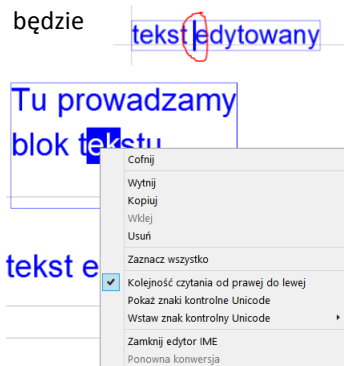 będzie
tekst edytowany
Tu prowadzamy
blok tekstu
Cofnij
Wytnij
Kopiuj
Wklej
Usuń
Zaznacz wszystko
tekst e
Kolejność czytania od prawej do lewej
Pokaż znaki kontrolne Unicode
Wstaw znak kontrolny Unicode
Zamknij edytor IME
Ponowna konwersja